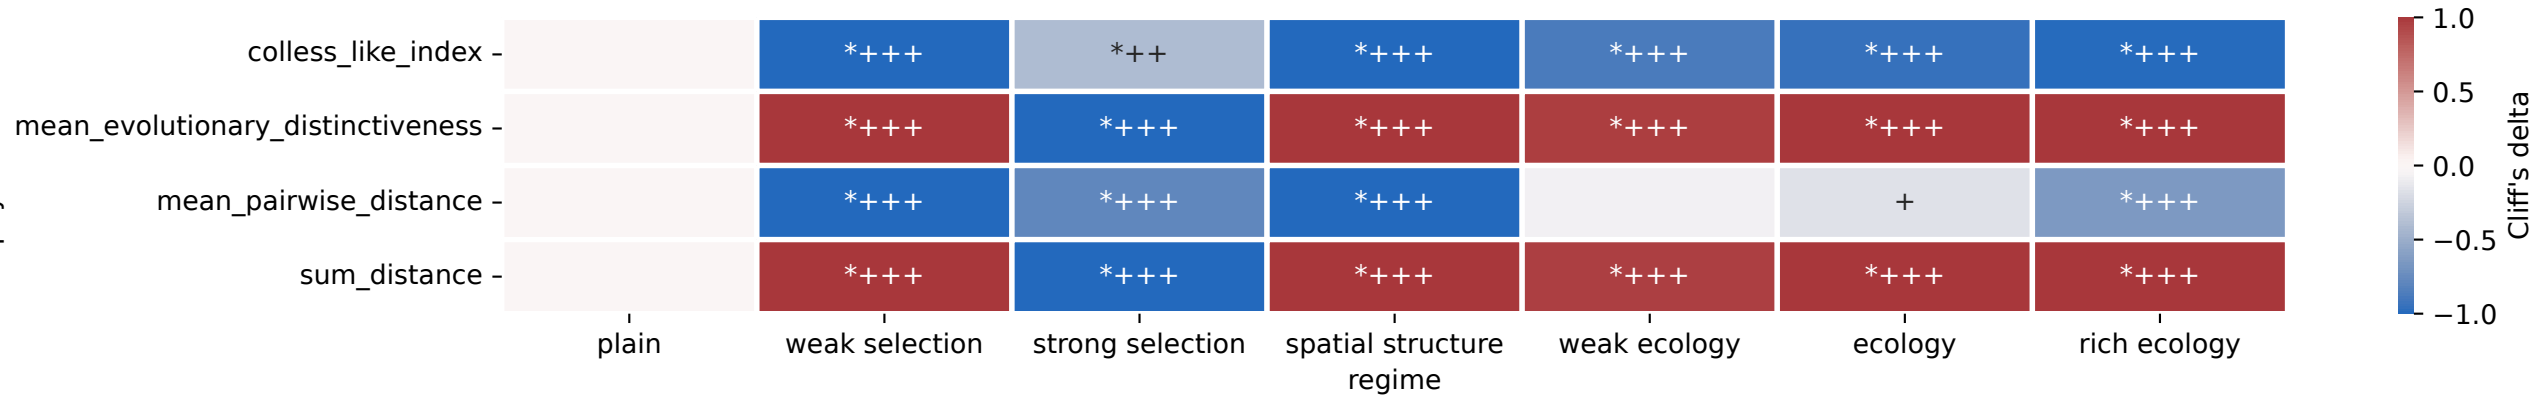 colless_like_index
*+++ *++ *+++ *+++ *+++ *+++
mean_evolutionary_distinctiveness
*+++ *+++ *+++ *+++ *+++ *+++
mean_pairwise_distance
*+++ *+++ *+++ + *+++
sum_distance
*+++ *+++ *+++ *+++ *+++ *+++
plain weak selection strong selection spatial structure weak ecology ecology rich ecology
regime
1.0
0.5
0.0
−0.5
−1.0
Cliff's delta